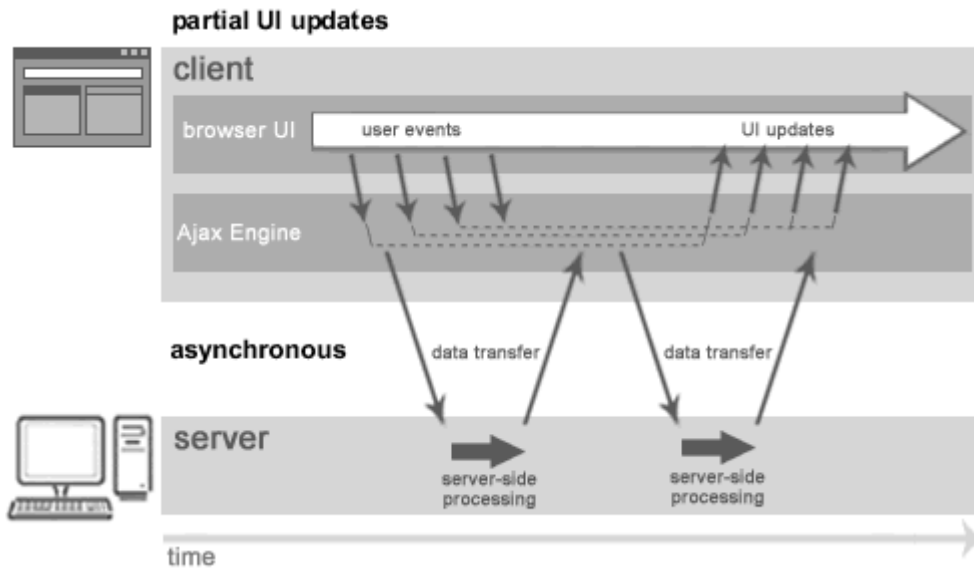 partial UI updates
client
browser UI
user events
UI updates
Ajax Engine
asynchronous
data transfer
data transfer
server
server-side
processing
server-side
processing
time